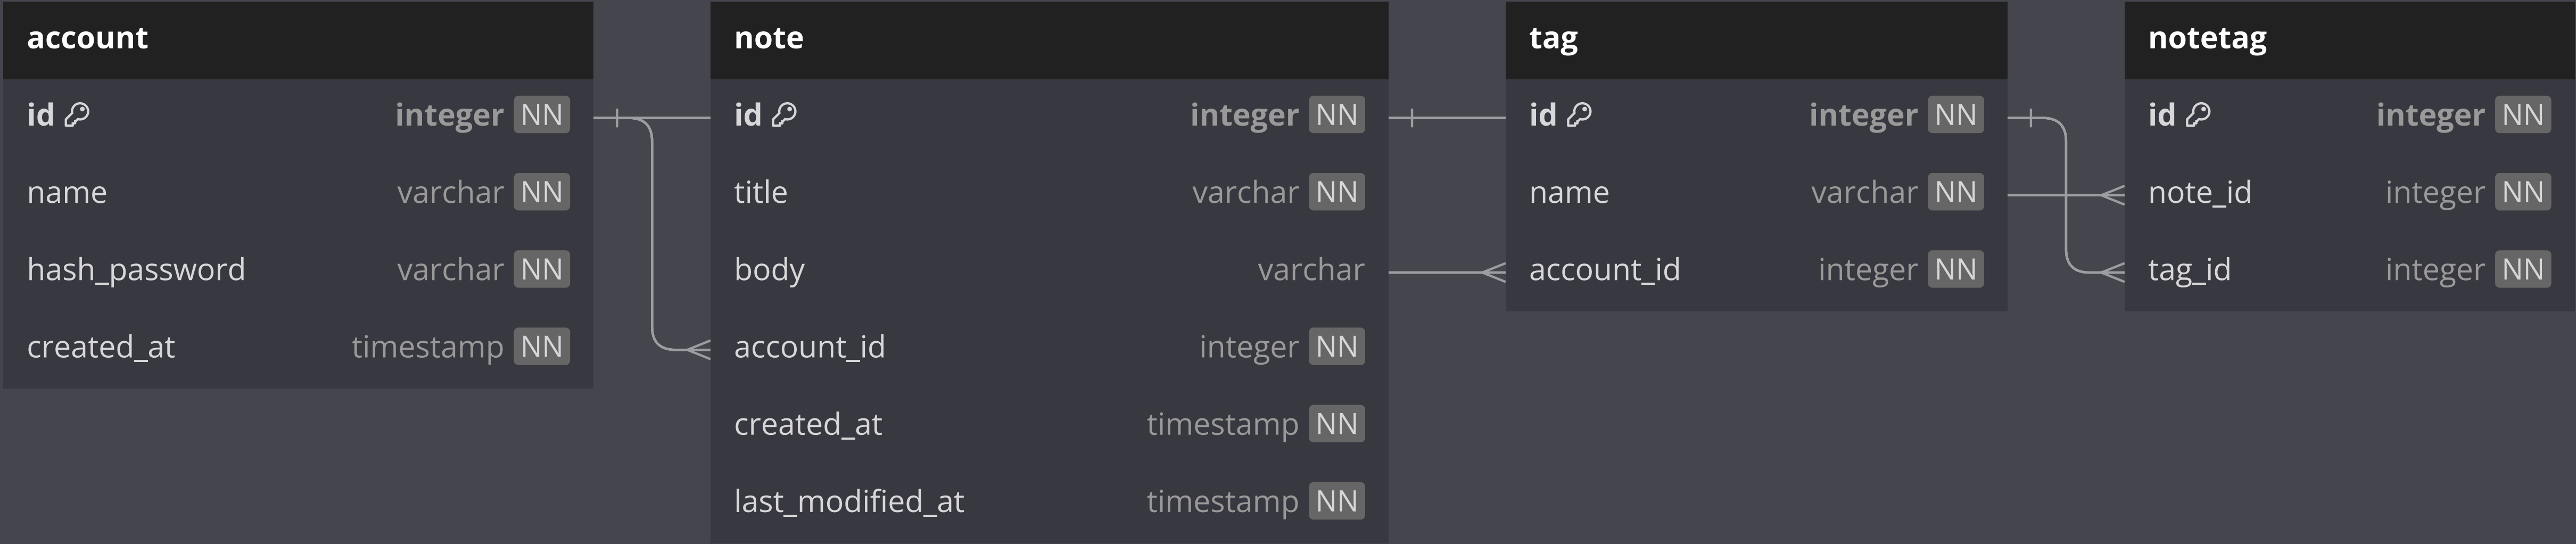 account
id integer NN
name varchar NN
hash_password varchar NN
created_at timestamp NN
note
id integer NN
title varchar NN
body varchar
account_id integer NN
created_at timestamp NN
last_modified_at timestamp NN
tag
id integer NN
name varchar NN
account_id integer NN
notetag
id integer NN
note_id integer NN
tag_id integer NN